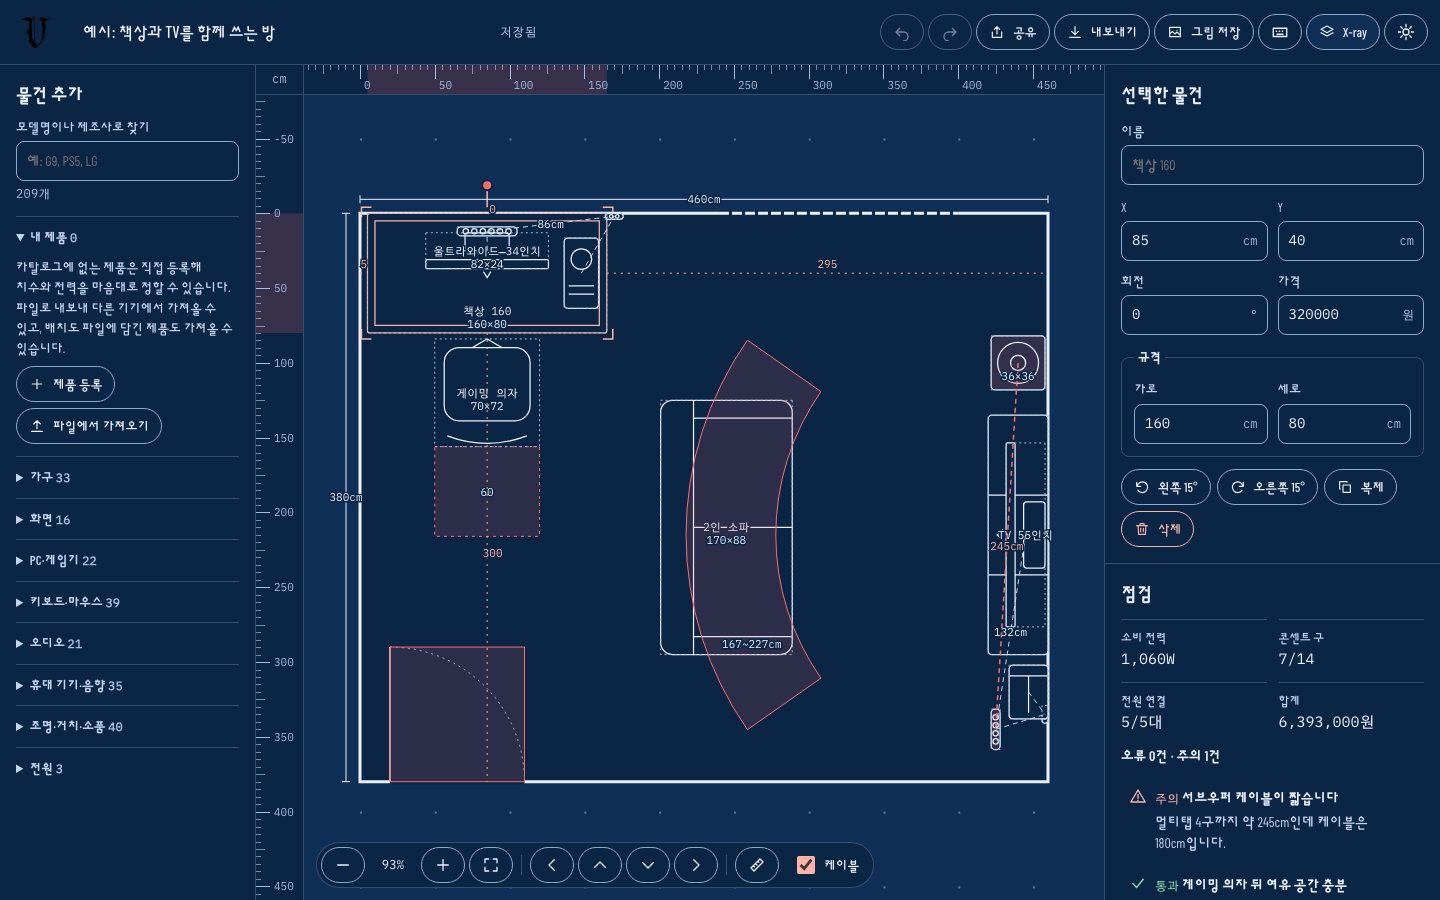 예시: 책상과 TV를 함께 쓰는 방
저장됨
공유
내보내기
그림 저장
X-ray
물건 추가
모델명이나 제조사로 찾기
예: G9, PS5, LG
209개
내 제품 0
카탈로그에 없는 제품은 직접 등록해
치수와 전력을 마음대로 정할 수 있습니다.
파일로 내보내 다른 기기에서 가져올 수
있고, 배치도 파일에 담긴 제품도 가져올 수
있습니다.
제품 등록
파일에서 가져오기
가구 33
화면 16
PC·게임기 22
키보드·마우스 39
오디오 21
휴대 기기·음향 35
조명·거치·소품 40
전원 3
cm
0 50 100 150 200 250 300 350 400 450
-50
0
50
100
150
200
250
300
350
400
450
460cm
0
86cm
울트라와이드 34인치
82×24
5
295
책상 160
160×80
게이밍 의자
70×72
36×36
380cm
60
300
2인 소파
170×88
TV 55인치
245cm
132cm
167~227cm
93%
케이블
선택한 물건
이름
책상 160
X
Y
85 cm
40 cm
회전
가격
0 °
320000 원
규격
가로
세로
160 cm
80 cm
왼쪽 15°
오른쪽 15°
복제
삭제
점검
소비 전력
콘센트 구
1,060W
7/14
전원 연결
합계
5/5대
6,393,000원
오류 0건 · 주의 1건
주의 서브우퍼 케이블이 짧습니다
멀티탭 4구까지 약 245cm인데 케이블은
180cm입니다.
통과 게이밍 의자 뒤 여유 공간 충분